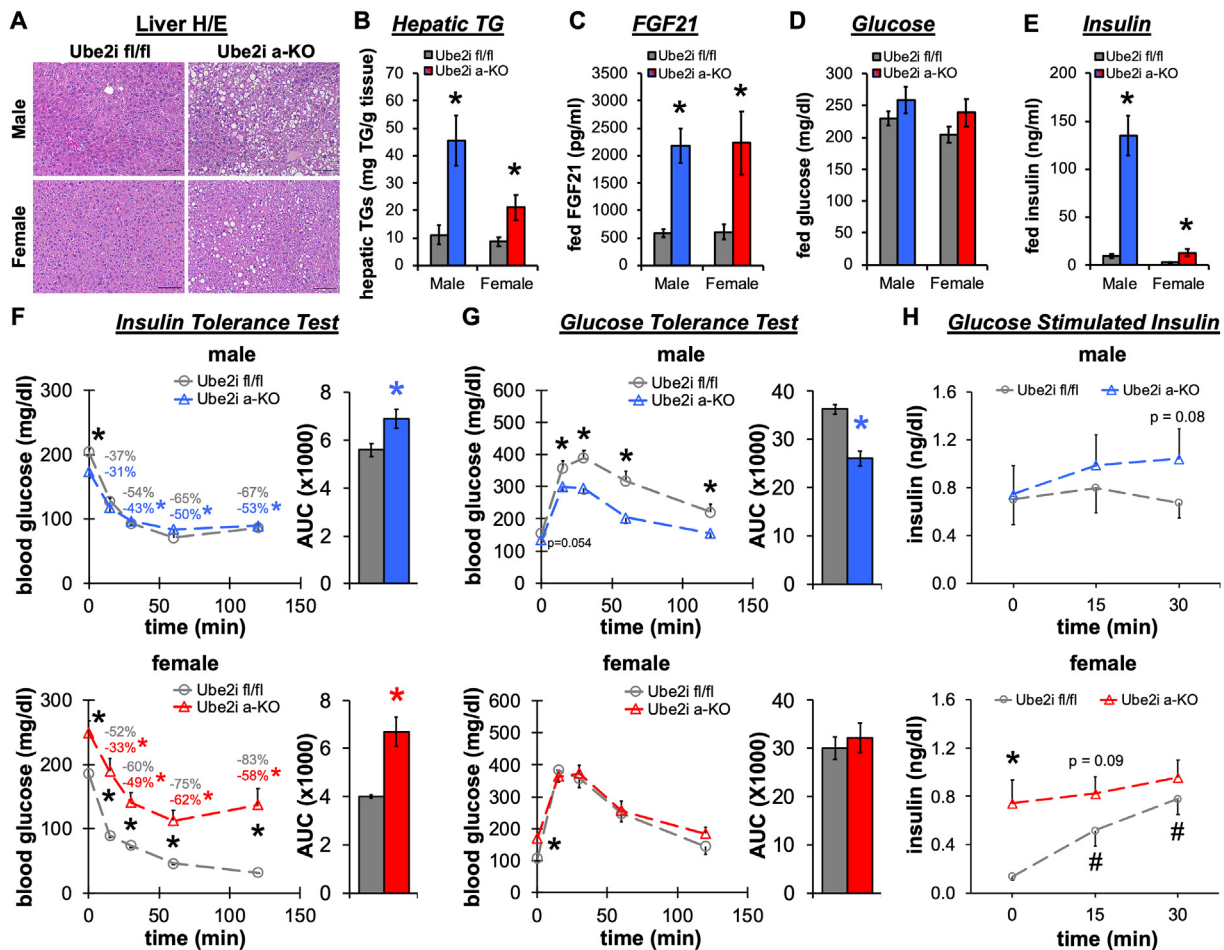 A
Liver H/E
Ube2i fl/fl
Ube2i a-KO
Male
Female
B
Hepatic TG
Ube2i fl/fl
Ube2i a-KO
hepatic TGs (mg TG/g tissue)
70
60
50
40
30
20
10
0
*
*
Male
Female
C
FGF21
Ube2i fl/fl
Ube2i a-KO
fed FGF21 (pg/ml)
3500
3000
2500
2000
1500
1000
500
0
*
*
Male
Female
D
Glucose
Ube2i fl/fl
Ube2i a-KO
fed glucose (mg/dl)
300
250
200
150
100
50
0
Male
Female
E
Insulin
Ube2i fl/fl
Ube2i a-KO
fed insulin (ng/ml)
200
150
100
50
0
*
*
Male
Female
F
Insulin Tolerance Test
male
Ube2i fl/fl
Ube2i a-KO
blood glucose (mg/dl)
300
200
100
0
*
-37%
-31%
-54%
-43% *
-65%
-50% *
-67%
-53% *
0
50
100
150
time (min)
AUC (x1000)
8
6
4
2
0
*
female
Ube2i fl/fl
Ube2i a-KO
blood glucose (mg/dl)
300
200
100
0
*
-52%
-33% *
-60%
-49% *
-75%
-62% *
-83%
-58% *
*
*
*
*
0
50
100
150
time (min)
AUC (x1000)
8
6
4
2
0
*
G
Glucose Tolerance Test
male
Ube2i fl/fl
Ube2i a-KO
blood glucose (mg/dl)
600
500
400
300
200
100
0
*
*
*
*
p=0.054
0
50
100
150
time (min)
AUC (X1000)
40
30
20
10
0
*
female
Ube2i fl/fl
Ube2i a-KO
blood glucose (mg/dl)
600
500
400
300
200
100
0
*
0
50
100
150
time (min)
AUC (X1000)
40
30
20
10
0
H
Glucose Stimulated Insulin
male
Ube2i fl/fl
Ube2i a-KO
p = 0.08
insulin (ng/dl)
1.6
1.2
0.8
0.4
0.0
0
15
30
time (min)
female
Ube2i fl/fl
Ube2i a-KO
*
p = 0.09
#
#
insulin (ng/dl)
1.6
1.2
0.8
0.4
0.0
0
15
30
time (min)